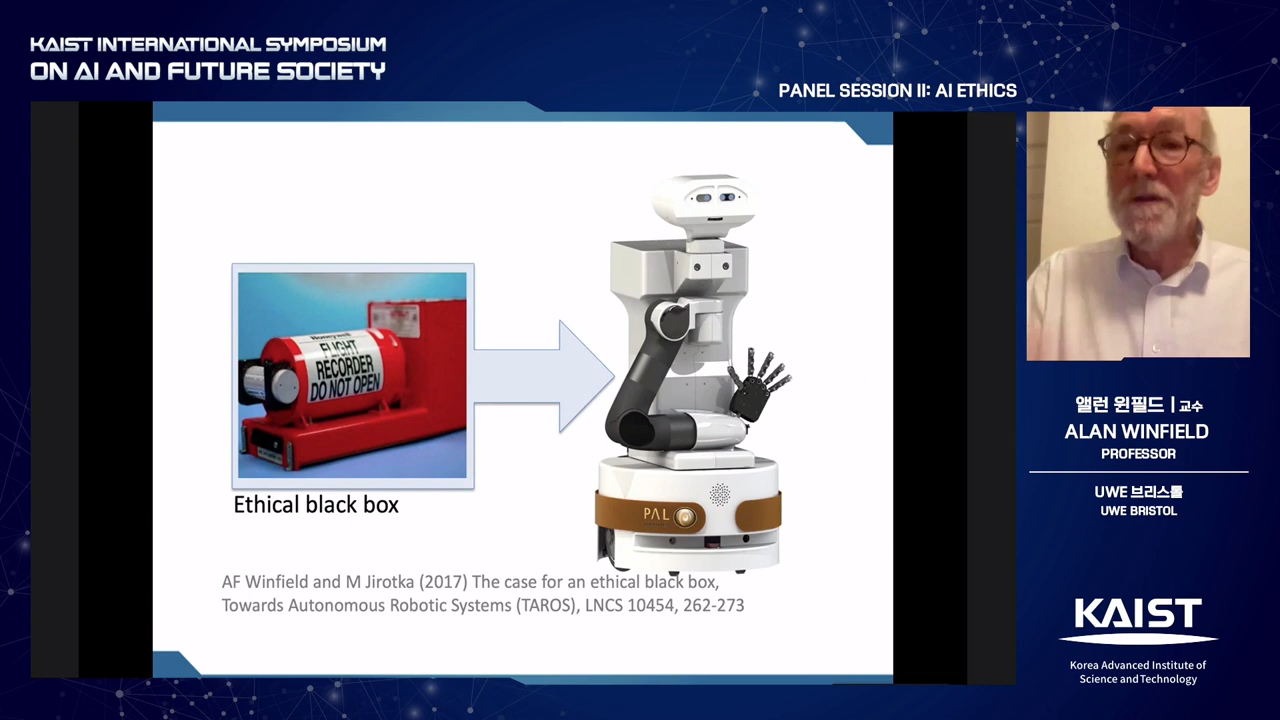 KAIST INTERNATIONAL SYMPOSIUM
ON AI AND FUTURE SOCIETY
PANEL SESSION II: AI ETHICS
Honeywell
FLIGHT
RECORDER
DO NOT OPEN
Ethical black box
PAL
AF Winfield and M Jirotka (2017) The case for an ethical black box,
Towards Autonomous Robotic Systems (TAROS), LNCS 10454, 262-273
앨런 윈필드 | 교수
ALAN WINFIELD
PROFESSOR
UWE 브리스톨
UWE BRISTOL
KAIST
Korea Advanced Institute of
Science and Technology